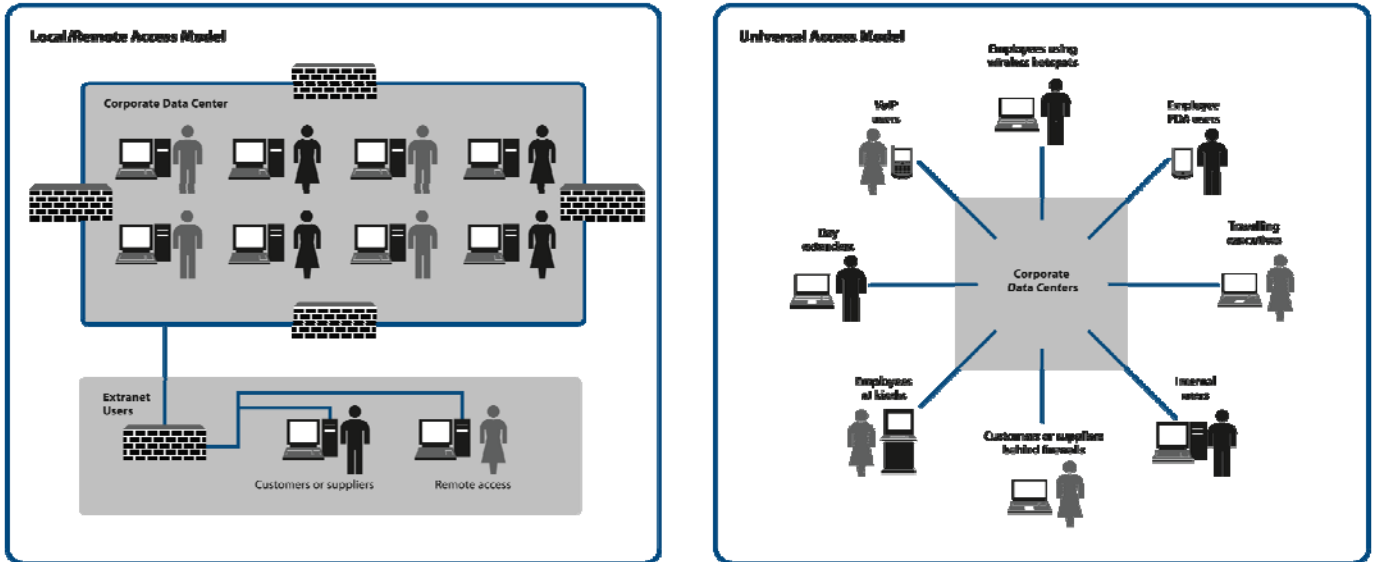 Local/Remote Access Model
Corporate Data Center
Extranet
Users
Customers or suppliers
Remote access
Universal Access Model
Employees using
wireless hotspots
VoIP
users
Employee
PDA users
Day
extenders
Travelling
executives
Corporate
Data Centers
Employees
at kiosks
Internal
users
Customers or suppliers
behind firewalls